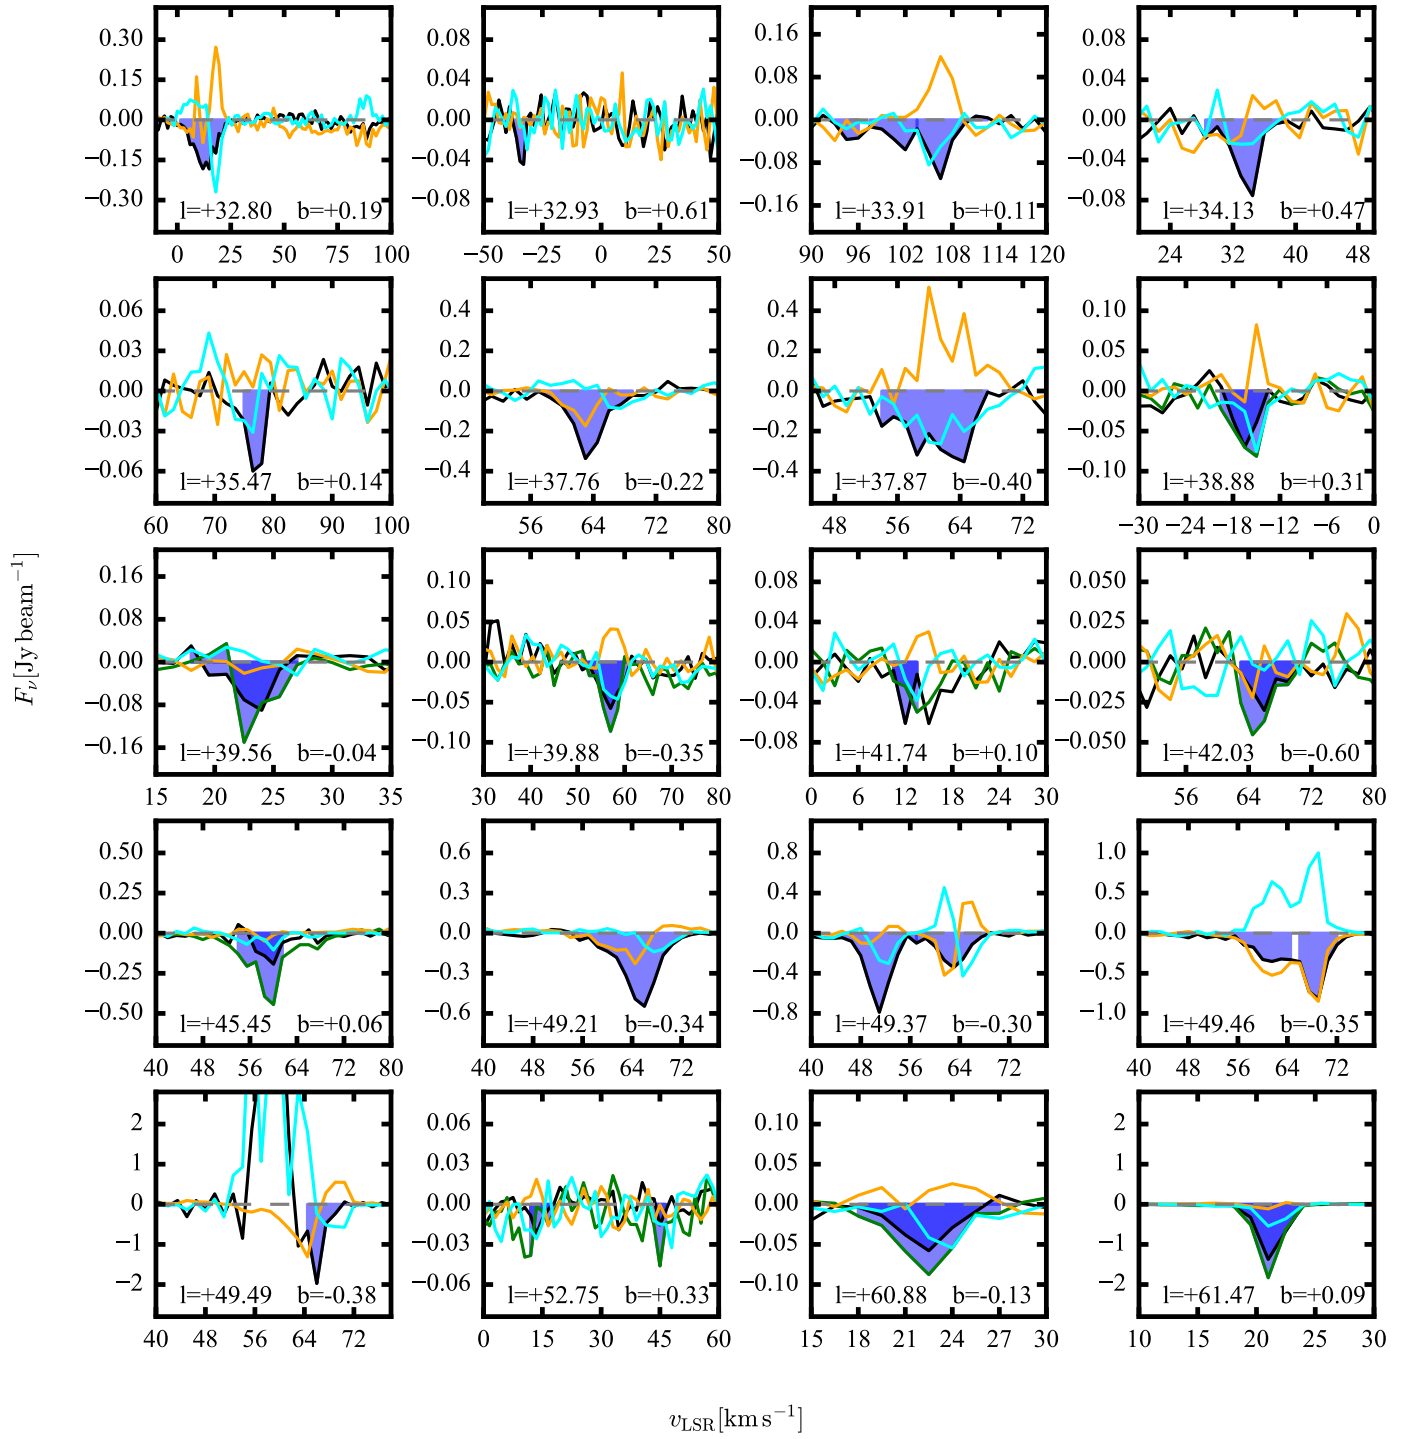 0.30 0.15 0.00 −0.15 −0.30
l=+32.80 b=+0.19
0 25 50 75 100
0.08 0.04 0.00 −0.04 −0.08
l=+32.93 b=+0.61
−50 −25 0 25 50
0.16 0.08 0.00 −0.08 −0.16
l=+33.91 b=+0.11
90 96 102 108 114 120
0.08 0.04 0.00 −0.04 −0.08
l=+34.13 b=+0.47
24 32 40 48
0.06 0.03 0.00 −0.03 −0.06
l=+35.47 b=+0.14
60 70 80 90 100
0.4 0.2 0.0 −0.2 −0.4
l=+37.76 b=-0.22
56 64 72 80
0.4 0.2 0.0 −0.2 −0.4
l=+37.87 b=-0.40
48 56 64 72
0.10 0.05 0.00 −0.05 −0.10
l=+38.88 b=+0.31
−30 −24 −18 −12 −6 0
F_ν [Jy beam⁻¹]
0.16 0.08 0.00 −0.08 −0.16
l=+39.56 b=-0.04
15 20 25 30 35
0.10 0.05 0.00 −0.05 −0.10
l=+39.88 b=-0.35
30 40 50 60 70 80
0.08 0.04 0.00 −0.04 −0.08
l=+41.74 b=+0.10
0 6 12 18 24 30
0.050 0.025 0.000 −0.025 −0.050
l=+42.03 b=-0.60
56 64 72 80
0.50 0.25 0.00 −0.25 −0.50
l=+45.45 b=+0.06
40 48 56 64 72 80
0.6 0.3 0.0 −0.3 −0.6
l=+49.21 b=-0.34
40 48 56 64 72
0.8 0.4 0.0 −0.4 −0.8
l=+49.37 b=-0.30
40 48 56 64 72
1.0 0.5 0.0 −0.5 −1.0
l=+49.46 b=-0.35
40 48 56 64 72
2 1 0 −1 −2
l=+49.49 b=-0.38
40 48 56 64 72
0.06 0.03 0.00 −0.03 −0.06
l=+52.75 b=+0.33
0 15 30 45 60
0.10 0.05 0.00 −0.05 −0.10
l=+60.88 b=-0.13
15 18 21 24 27 30
2 1 0 −1 −2
l=+61.47 b=+0.09
10 15 20 25 30
v_LSR [km s⁻¹]